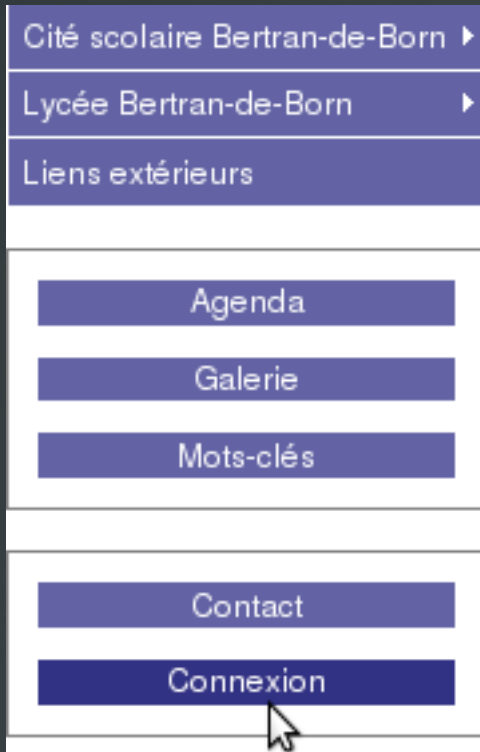 Cité scolaire Bertran-de-Born
Lycée Bertran-de-Born
Liens extérieurs
Agenda
Galerie
Mots-clés
Contact
Connexion